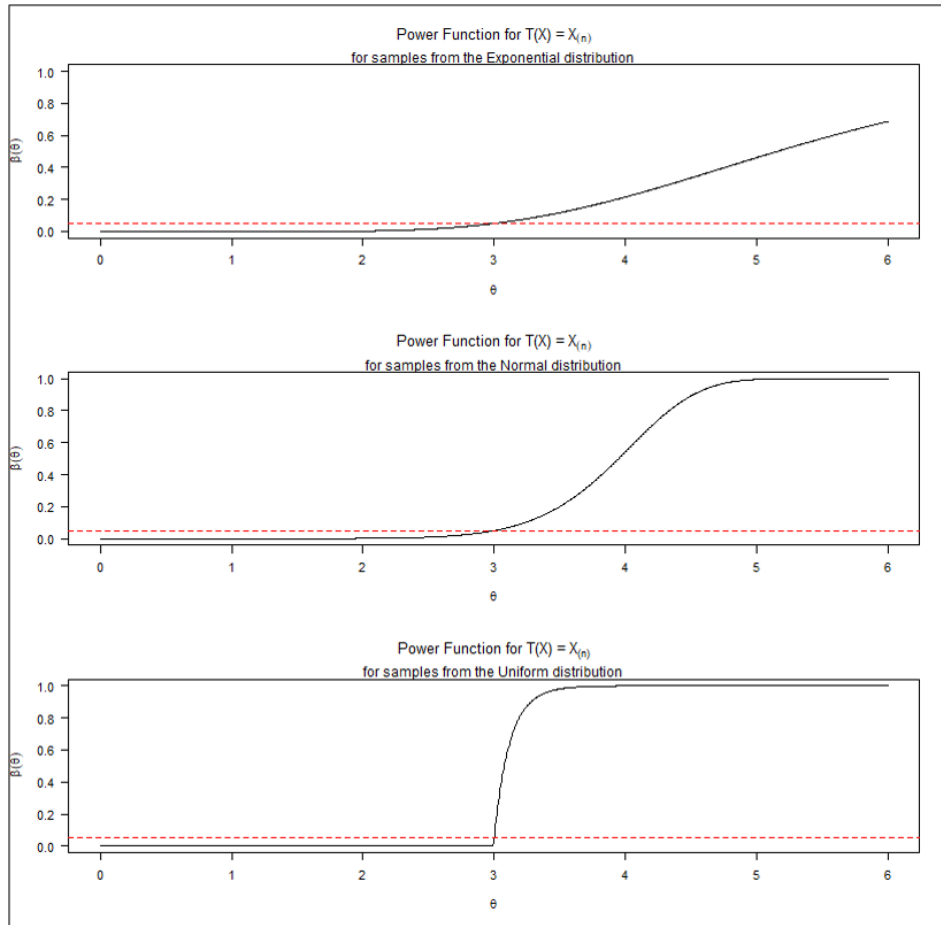 Power Function for T(X) = X(n)
for samples from the Exponential distribution
1.0
0.8
0.6
0.4
0.2
0.0
β(θ)
0 1 2 3 4 5 6
θ
Power Function for T(X) = X(n)
for samples from the Normal distribution
1.0
0.8
0.6
0.4
0.2
0.0
β(θ)
0 1 2 3 4 5 6
θ
Power Function for T(X) = X(n)
for samples from the Uniform distribution
1.0
0.8
0.6
0.4
0.2
0.0
β(θ)
0 1 2 3 4 5 6
θ